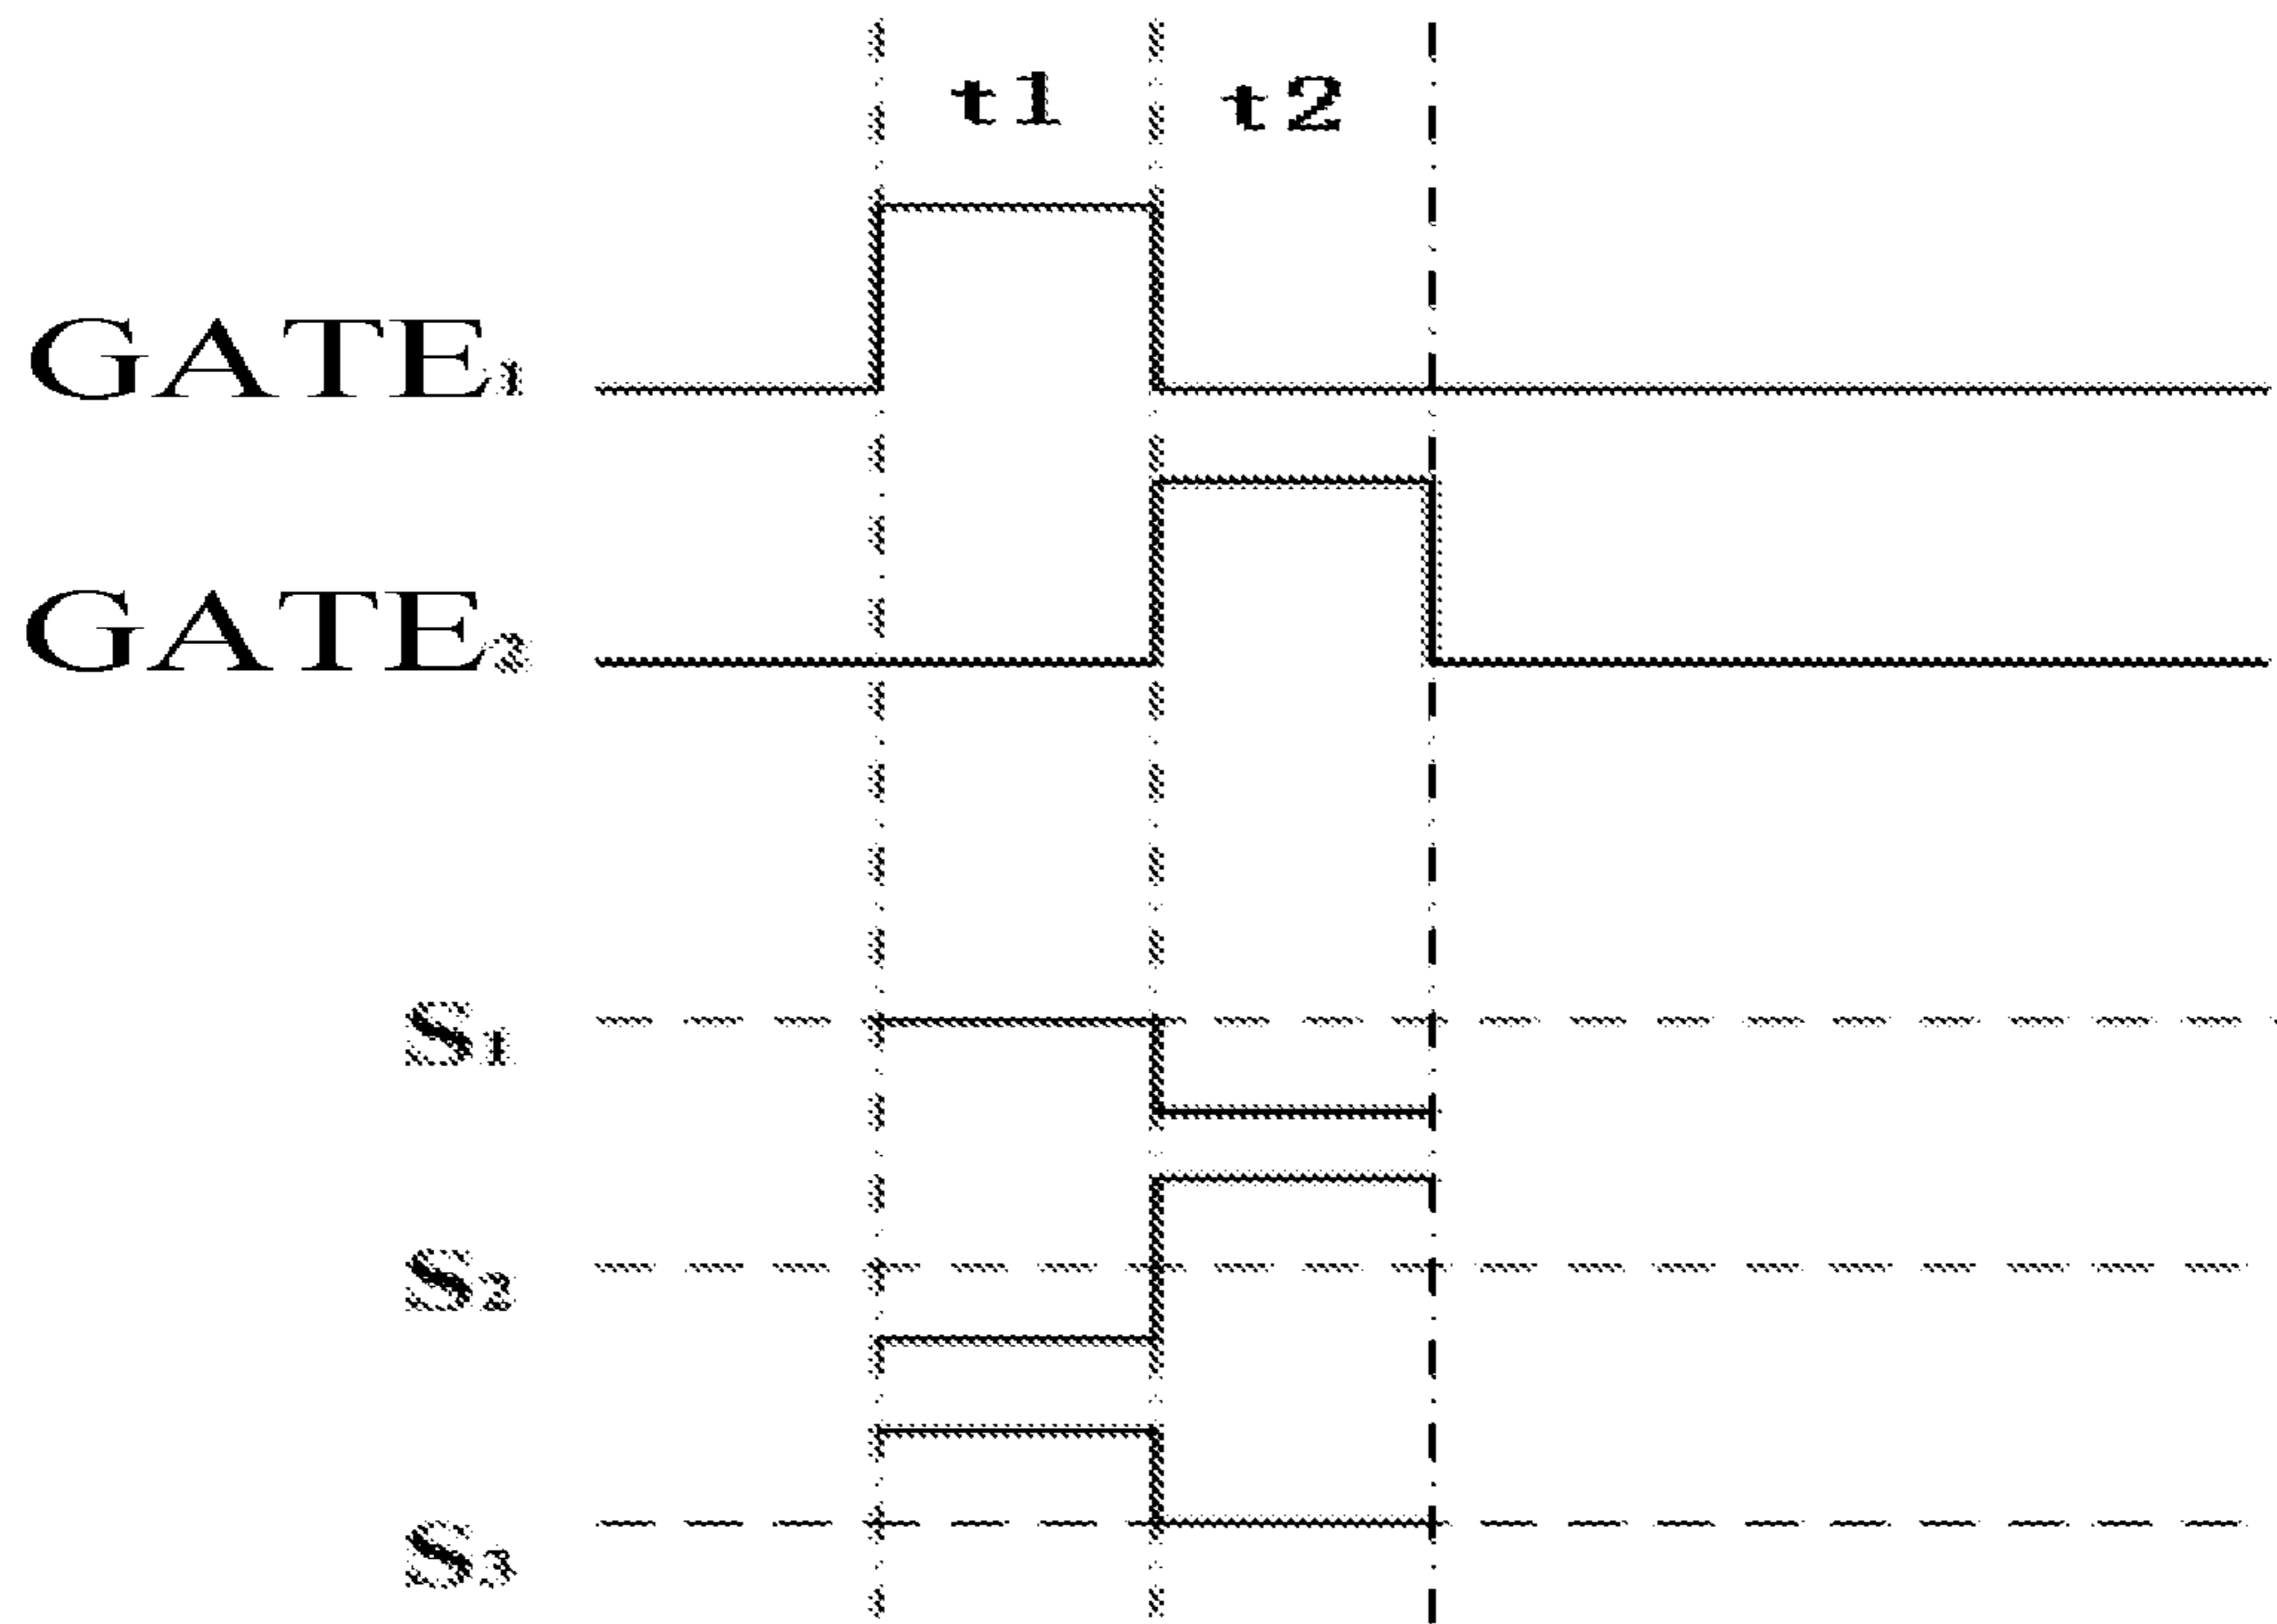 t1 t2
GATE₁
GATE₂
S₁
S₂
S₃